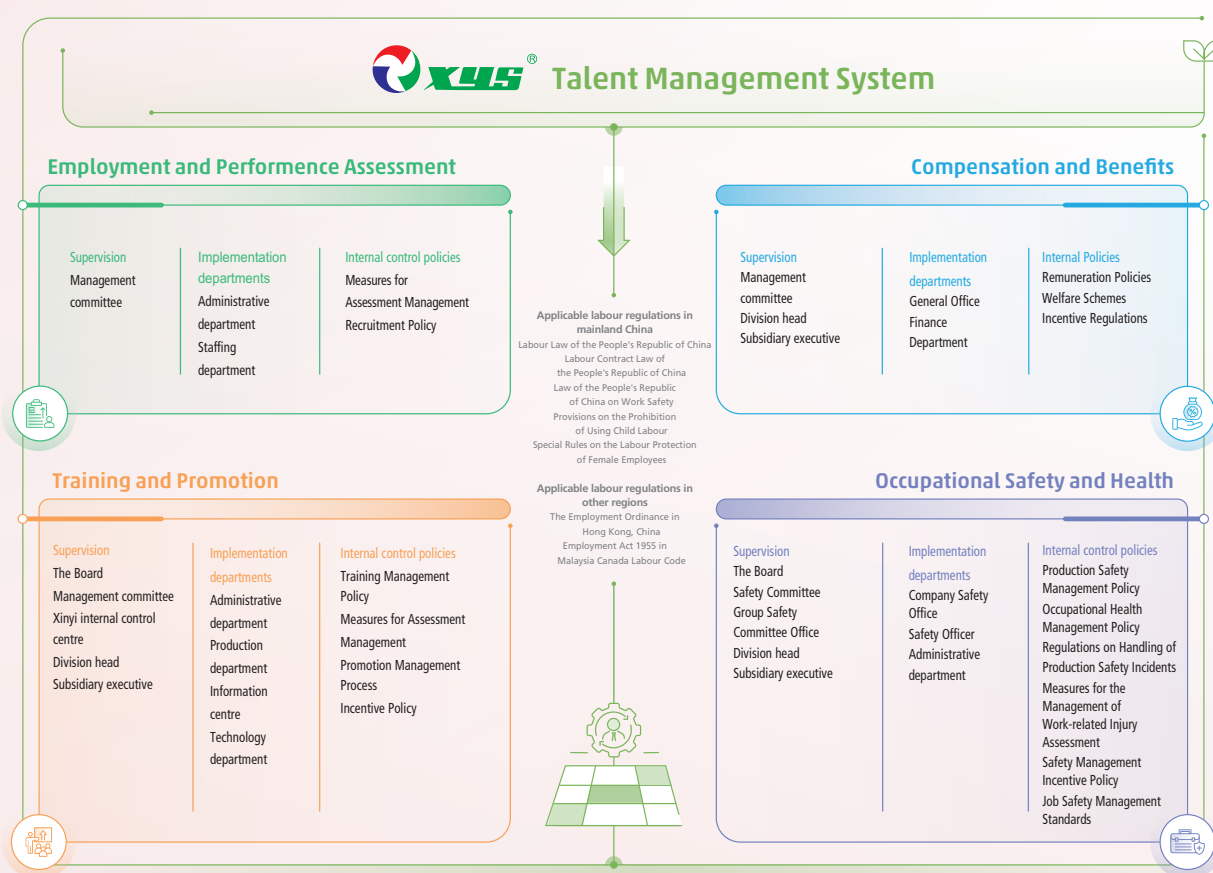 xys® Talent Management System
Employment and Performence Assessment
Supervision
Management
committee
Implementation
departments
Administrative
department
Staffing
department
Internal control policies
Measures for
Assessment Management
Recruitment Policy
Applicable labour regulations in
mainland China
Labour Law of the People's Republic of China
Labour Contract Law of
the People's Republic of China
Law of the People's Republic
of China on Work Safety
Provisions on the Prohibition
of Using Child Labour
Special Rules on the Labour Protection
of Female Employees
Applicable labour regulations in
other regions
The Employment Ordinance in
Hong Kong, China
Employment Act 1955 in
Malaysia Canada Labour Code
Compensation and Benefits
Supervision
Management
committee
Division head
Subsidiary executive
Implementation
departments
General Office
Finance
Department
Internal Policies
Remuneration Policies
Welfare Schemes
Incentive Regulations
Training and Promotion
Supervision
The Board
Management committee
Xinyi internal control
centre
Division head
Subsidiary executive
Implementation
departments
Administrative
department
Production
department
Information
centre
Technology
department
Internal control policies
Training Management
Policy
Measures for Assessment
Management
Promotion Management
Process
Incentive Policy
Occupational Safety and Health
Supervision
The Board
Safety Committee
Group Safety
Committee Office
Division head
Subsidiary executive
Implementation
departments
Company Safety
Office
Safety Officer
Administrative
department
Internal control policies
Production Safety
Management Policy
Occupational Health
Management Policy
Regulations on Handling of
Production Safety Incidents
Measures for the
Management of
Work-related Injury
Assessment
Safety Management
Incentive Policy
Job Safety Management
Standards